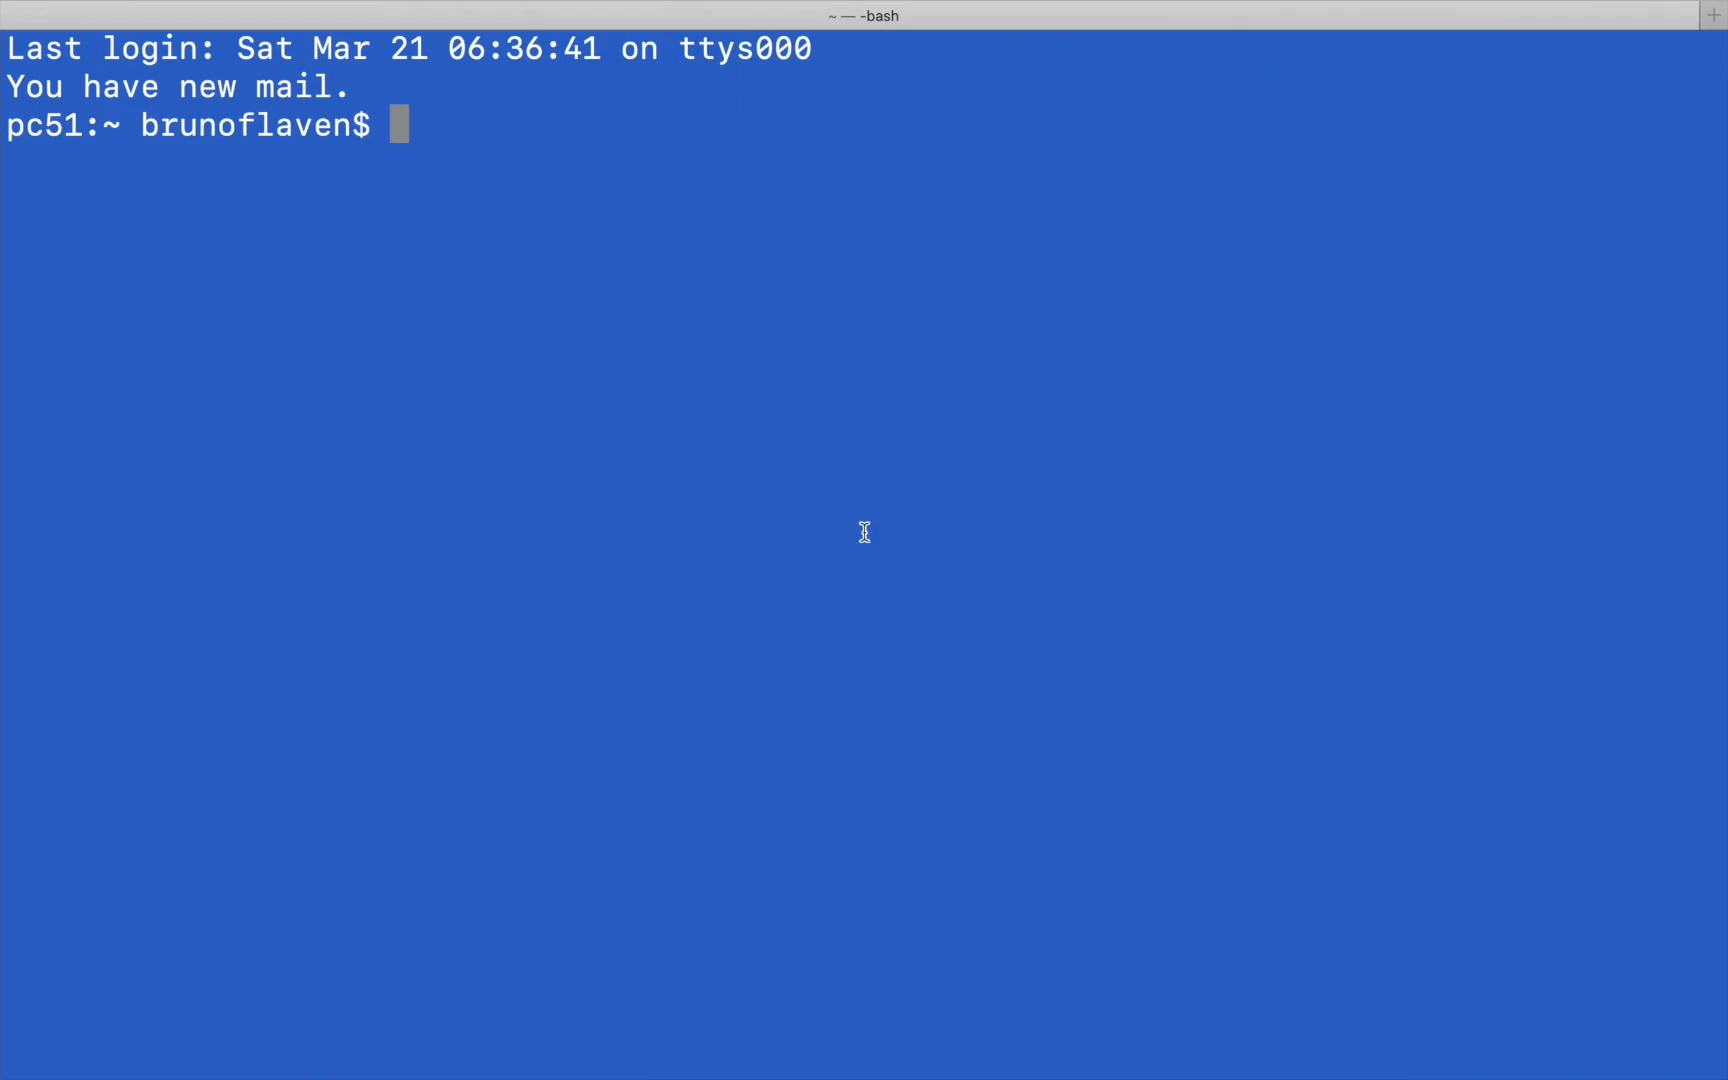 ~ — -bash
Last login: Sat Mar 21 06:36:41 on ttys000
You have new mail.
pc51:~ brunoflaven$